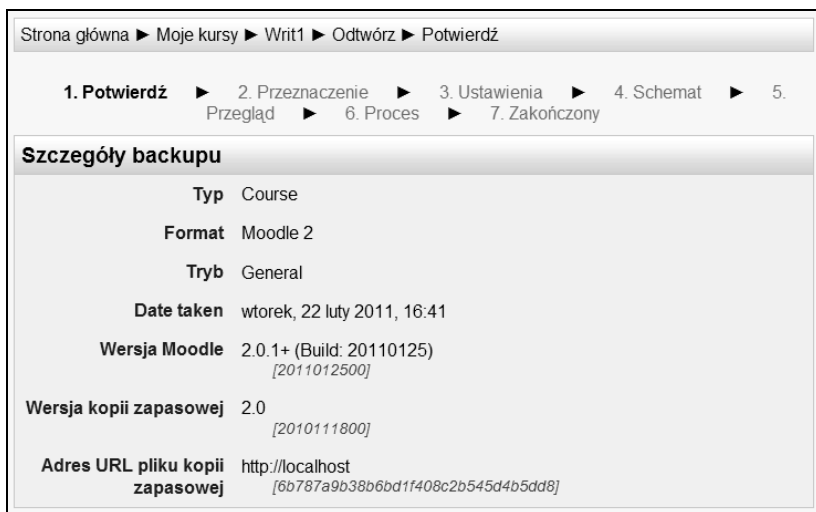 Strona główna ► Moje kursy ► Writ1 ► Odtwórz ► Potwierdź
1. Potwierdź ► 2. Przeznaczenie ► 3. Ustawienia ► 4. Schemat ► 5.
Przegląd ► 6. Proces ► 7. Zakończony
Szczegóły backupu
Typ Course
Format Moodle 2
Tryb General
Date taken wtorek, 22 luty 2011, 16:41
Wersja Moodle 2.0.1+ (Build: 20110125)
[2011012500]
Wersja kopii zapasowej 2.0
[2010111800]
Adres URL pliku kopii http://localhost
zapasowej [6b787a9b38b6bd1f408c2b545d4b5dd8]